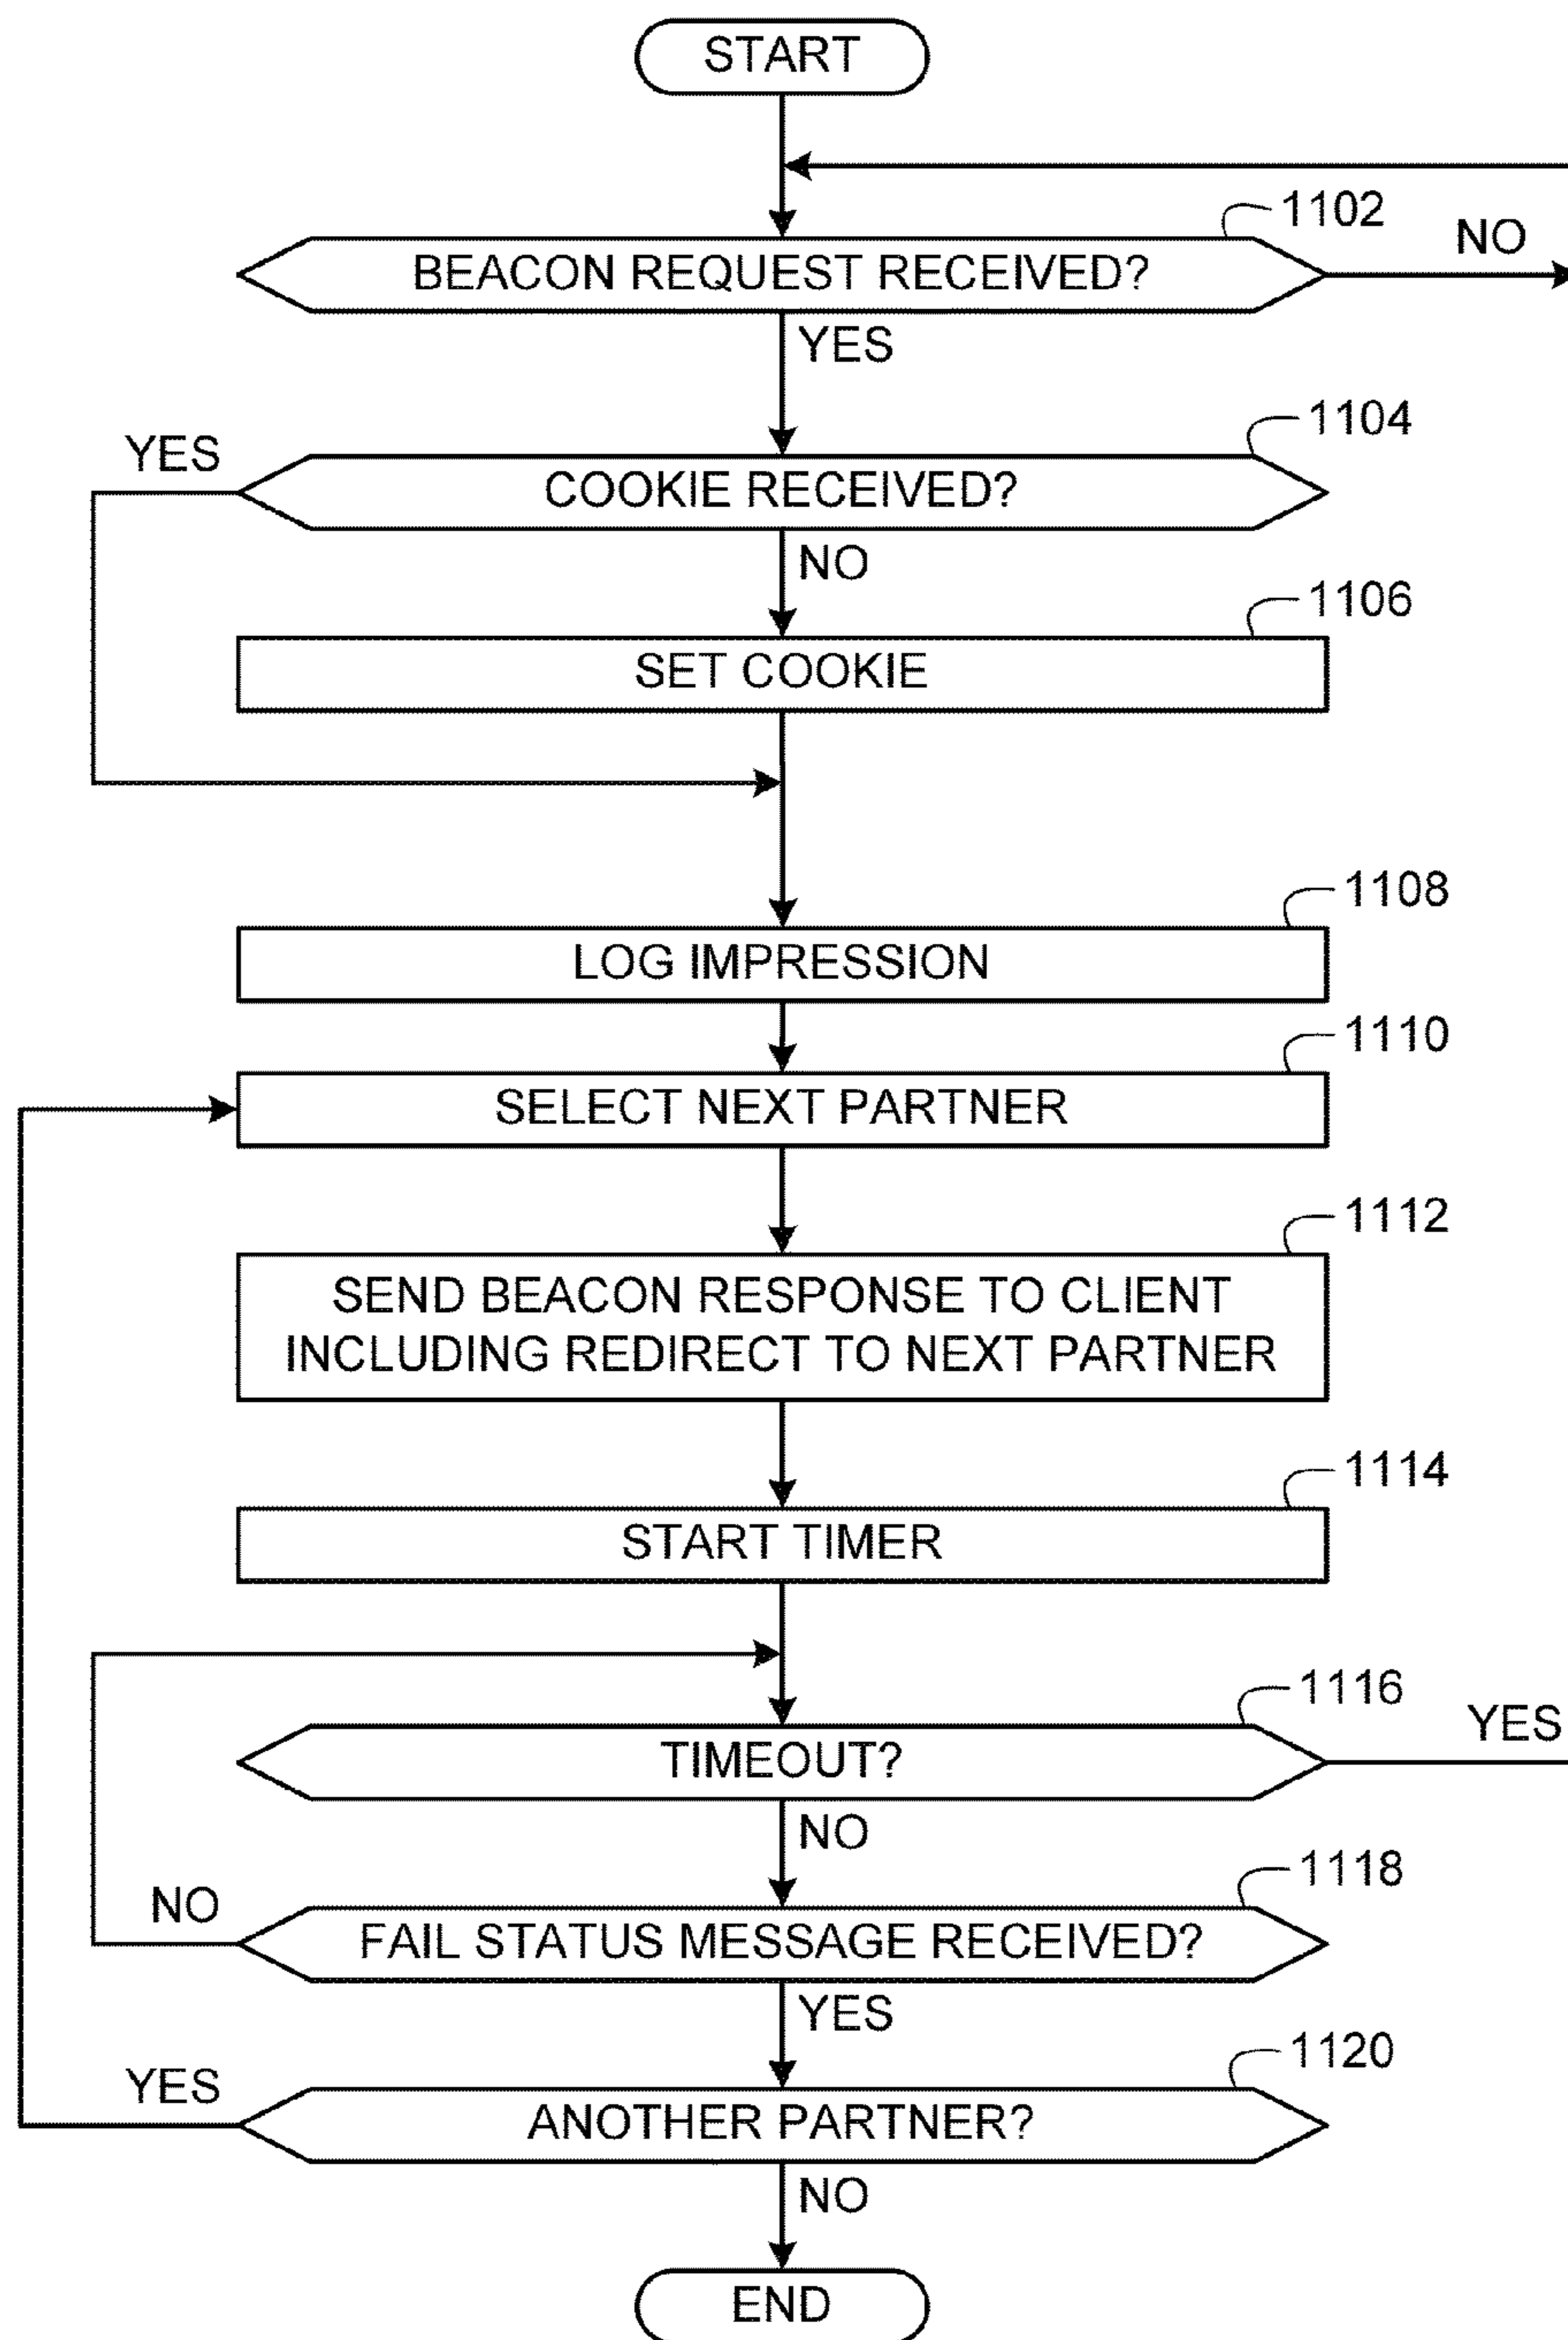 START
1102
NO
BEACON REQUEST RECEIVED?
YES
1104
YES
COOKIE RECEIVED?
NO
1106
SET COOKIE
1108
LOG IMPRESSION
1110
SELECT NEXT PARTNER
1112
SEND BEACON RESPONSE TO CLIENT
INCLUDING REDIRECT TO NEXT PARTNER
1114
START TIMER
1116
YES
TIMEOUT?
NO
1118
NO
FAIL STATUS MESSAGE RECEIVED?
YES
1120
YES
ANOTHER PARTNER?
NO
END